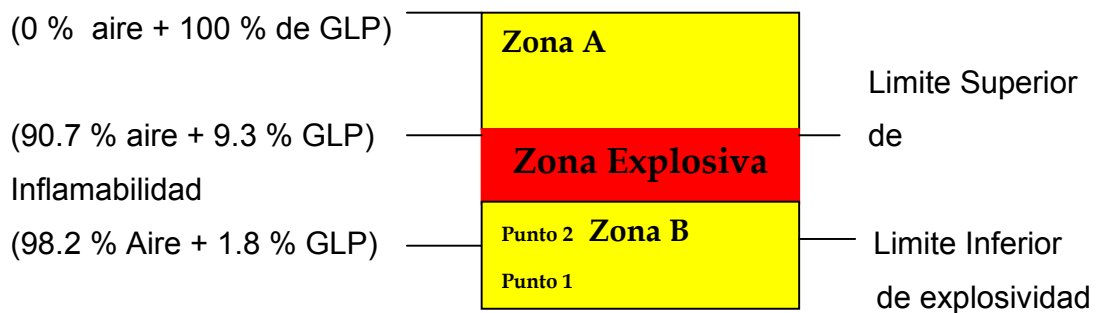 (0 % aire + 100 % de GLP)
Zona A
Limite Superior
(90.7 % aire + 9.3 % GLP)
de
Zona Explosiva
Inflamabilidad
(98.2 % Aire + 1.8 % GLP)
Punto 2 Zona B
Limite Inferior
Punto 1
de explosividad